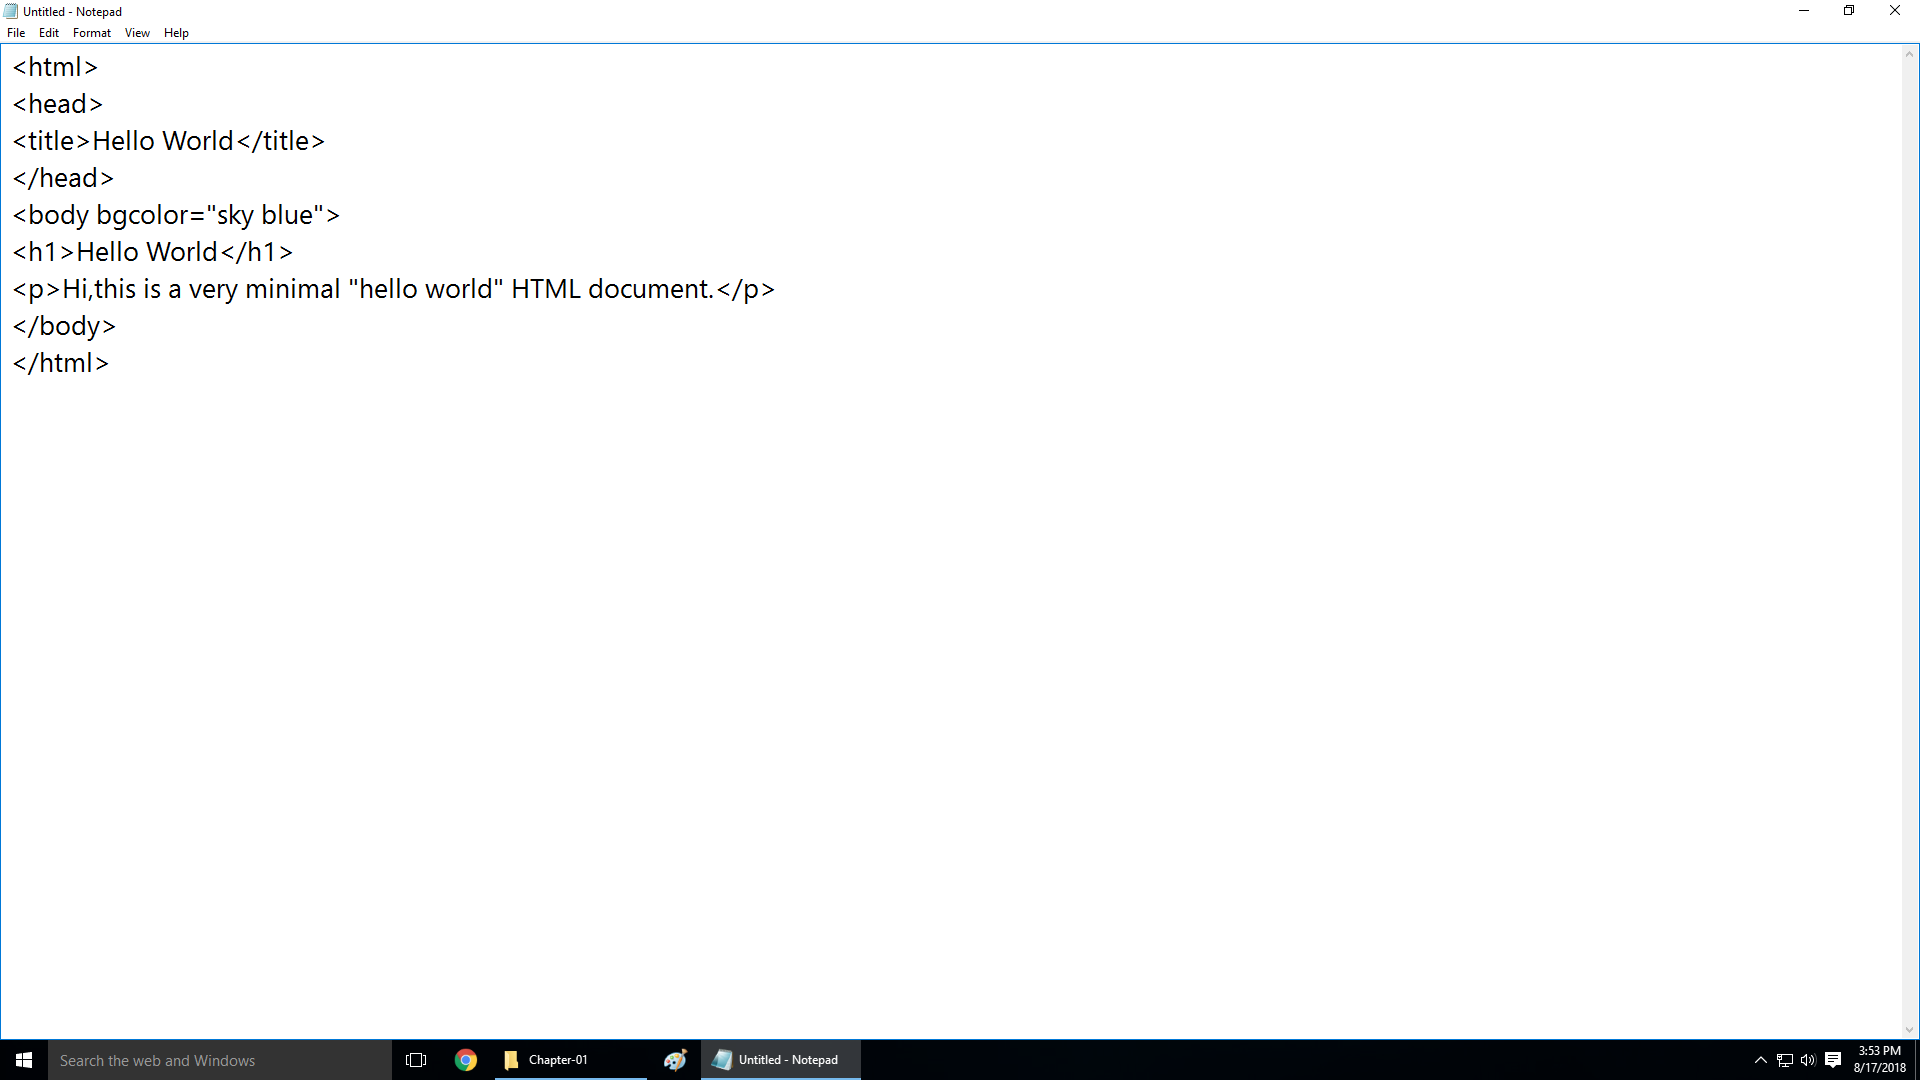 Untitled - Notepad
File Edit Format View Help
<html>
<head>
<title>Hello World</title>
</head>
<body bgcolor="sky blue">
<h1>Hello World</h1>
<p>Hi,this is a very minimal "hello world" HTML document.</p>
</body>
</html>
Search the web and Windows
Chapter-01
Untitled - Notepad
3:53 PM
8/17/2018